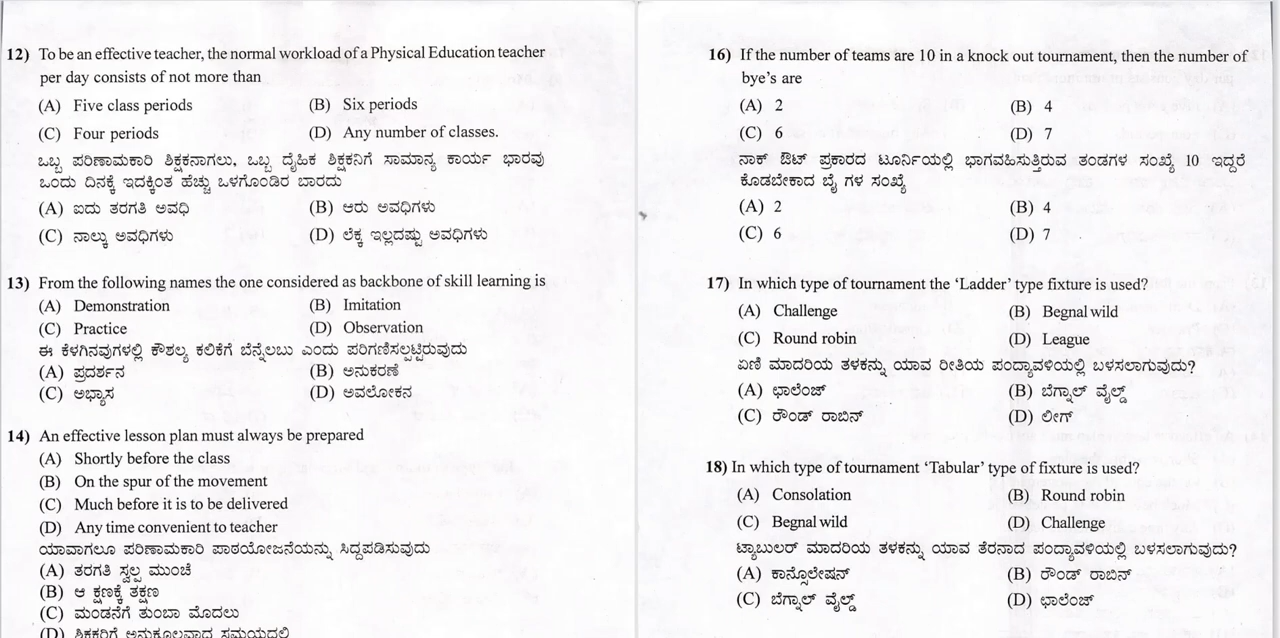 12) To be an effective teacher, the normal workload of a Physical Education teacher
per day consists of not more than
(A) Five class periods (B) Six periods
(C) Four periods (D) Any number of classes.
ಒಬ್ಬ ಪರಿಣಾಮಕಾರಿ ಶಿಕ್ಷಕನಾಗಲು, ಒಬ್ಬ ದೈಹಿಕ ಶಿಕ್ಷಕನಿಗೆ ಸಾಮಾನ್ಯ ಕಾರ್ಯ ಭಾರವು
ಒಂದು ದಿನಕ್ಕೆ ಇದಕ್ಕಿಂತ ಹೆಚ್ಚು ಒಳಗೊಂಡಿರ ಬಾರದು
(A) ಐದು ತರಗತಿ ಅವಧಿ (B) ಆರು ಅವಧಿಗಳು
(C) ನಾಲ್ಕು ಅವಧಿಗಳು (D) ಲೆಕ್ಕ ಇಲ್ಲದಷ್ಟು ಅವಧಿಗಳು
13) From the following names the one considered as backbone of skill learning is
(A) Demonstration (B) Imitation
(C) Practice (D) Observation
ಈ ಕೆಳಗಿನವುಗಳಲ್ಲಿ ಕೌಶಲ್ಯ ಕಲಿಕೆಗೆ ಬೆನ್ನೆಲಬು ಎಂದು ಪರಿಗಣಿಸಲ್ಪಟ್ಟಿರುವುದು
(A) ಪ್ರದರ್ಶನ (B) ಅನುಕರಣೆ
(C) ಅಭ್ಯಾಸ (D) ಅವಲೋಕನ
14) An effective lesson plan must always be prepared
(A) Shortly before the class
(B) On the spur of the movement
(C) Much before it is to be delivered
(D) Any time convenient to teacher
ಯಾವಾಗಲೂ ಪರಿಣಾಮಕಾರಿ ಪಾಠಯೋಜನೆಯನ್ನು ಸಿದ್ದಪಡಿಸುವುದು
(A) ತರಗತಿ ಸ್ವಲ್ಪ ಮುಂಚೆ
(B) ಆ ಕ್ಷಣಕ್ಕೆ ತಕ್ಷಣ
(C) ಮಂಡನೆಗೆ ತುಂಬಾ ಮೊದಲು
(D) ಶಿಕ್ಷಕರಿಗೆ ಅನುಕೂಲವಾದ ಸಮಯದಲ್ಲಿ
16) If the number of teams are 10 in a knock out tournament, then the number of
bye's are
(A) 2 (B) 4
(C) 6 (D) 7
ನಾಕ್ ಔಟ್ ಪ್ರಕಾರದ ಟೂರ್ನಿಯಲ್ಲಿ ಭಾಗವಹಿಸುತ್ತಿರುವ ತಂಡಗಳ ಸಂಖ್ಯೆ 10 ಇದ್ದರೆ
ಕೊಡಬೇಕಾದ ಬೈ ಗಳ ಸಂಖ್ಯೆ
(A) 2 (B) 4
(C) 6 (D) 7
17) In which type of tournament the 'Ladder' type fixture is used?
(A) Challenge (B) Begnal wild
(C) Round robin (D) League
ಏಣಿ ಮಾದರಿಯ ತಳಕನ್ನು ಯಾವ ರೀತಿಯ ಪಂದ್ಯಾವಳಿಯಲ್ಲಿ ಬಳಸಲಾಗುವುದು?
(A) ಛಾಲೆಂಜ್ (B) ಬೆಗ್ನಾಲ್ ವೈಲ್ಡ್
(C) ರೌಂಡ್ ರಾಬಿನ್ (D) ಲೀಗ್
18) In which type of tournament 'Tabular' type of fixture is used?
(A) Consolation (B) Round robin
(C) Begnal wild (D) Challenge
ಟ್ಯಾಬುಲರ್ ಮಾದರಿಯ ತಳಕನ್ನು ಯಾವ ತೆರನಾದ ಪಂದ್ಯಾವಳಿಯಲ್ಲಿ ಬಳಸಲಾಗುವುದು?
(A) ಕಾನ್ಸೊಲೇಷನ್ (B) ರೌಂಡ್ ರಾಬಿನ್
(C) ಬೆಗ್ನಾಲ್ ವೈಲ್ಡ್ (D) ಛಾಲೆಂಜ್